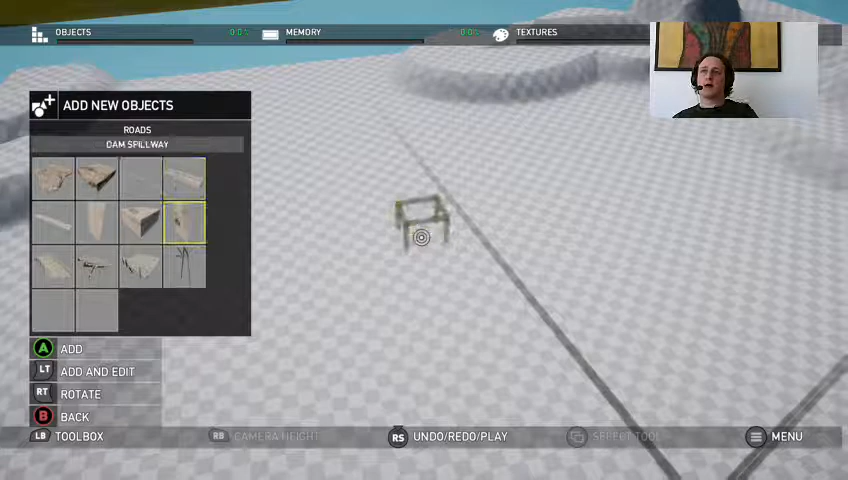 OBJECTS 0.0% MEMORY 0.0% TEXTURES
ADD NEW OBJECTS
ROADS
DAM SPILLWAY
A ADD
LT ADD AND EDIT
RT ROTATE
B BACK
LB TOOLBOX RB CAMERA HEIGHT RS UNDO/REDO/PLAY SELECT TOOL MENU